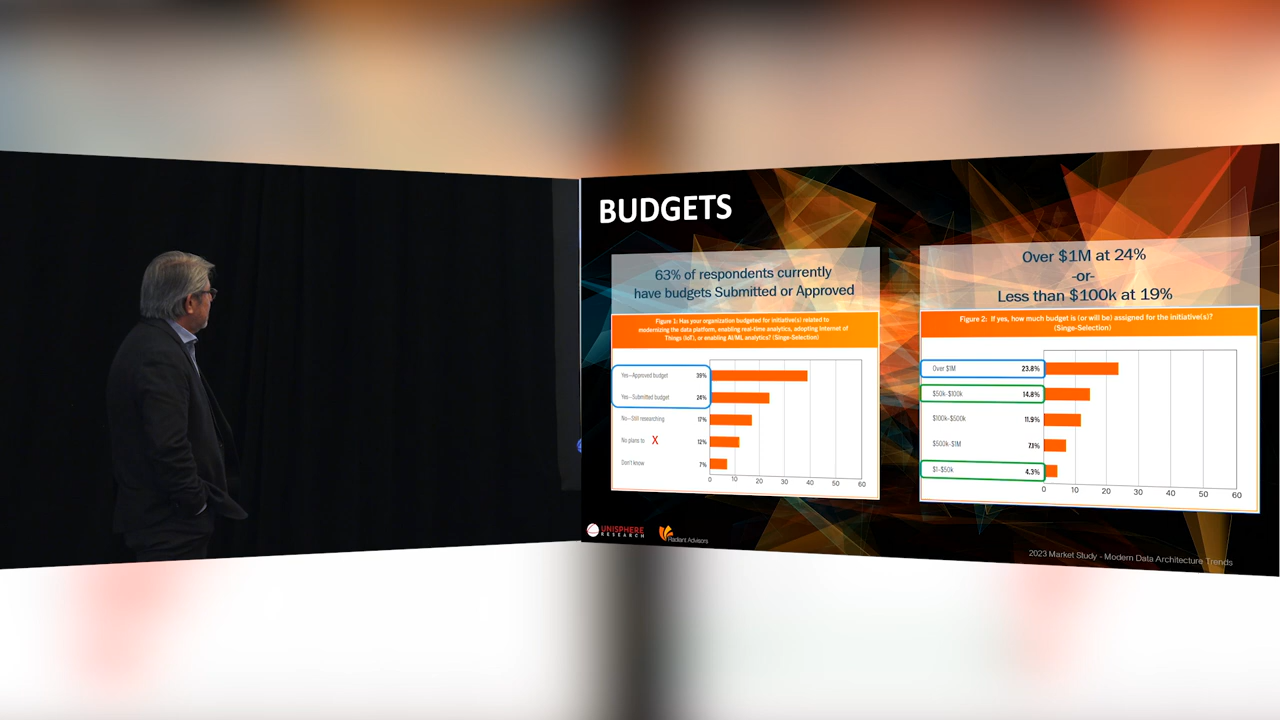 BUDGETS
63% of respondents currently
have budgets Submitted or Approved
Figure 1: Has your organization budgeted for initiative(s) related to
modernizing the data platform, enabling real-time analytics, adopting Internet of
Things (IoT), or enabling AI/ML analytics? (Singe-Selection)
Yes—Approved budget 39%
Yes—Submitted budget 24%
No—Still researching 17%
No plans to X 12%
Don't know 7%
0 10 20 30 40 50 60
Over $1M at 24%
-or-
Less than $100k at 19%
Figure 2: If yes, how much budget is (or will be) assigned for the initiative(s)?
(Singe-Selection)
Over $1M 23.8%
$50k–$100k 14.8%
$100k–$500k 11.9%
$500k–$1M 7.1%
$1–$50k 4.3%
0 10 20 30 40 50 60
UNISPHERE
RESEARCH
Radiant Advisors
2023 Market Study - Modern Data Architecture Trends